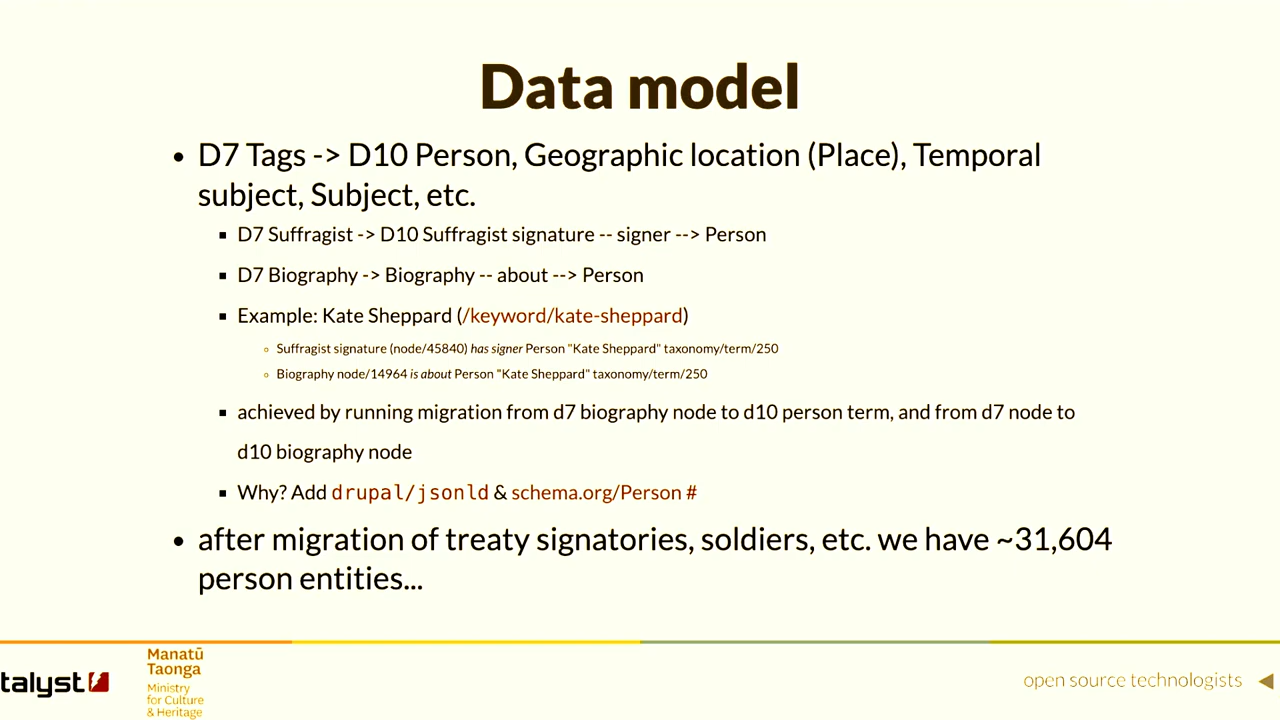 Data model
D7 Tags -> D10 Person, Geographic location (Place), Temporal
subject, Subject, etc.
D7 Suffragist -> D10 Suffragist signature -- signer --> Person
D7 Biography -> Biography -- about --> Person
Example: Kate Sheppard (/keyword/kate-sheppard)
Suffragist signature (node/45840) has signer Person "Kate Sheppard" taxonomy/term/250
Biography node/14964 is about Person "Kate Sheppard" taxonomy/term/250
achieved by running migration from d7 biography node to d10 person term, and from d7 node to
d10 biography node
Why? Add drupal/jsonld & schema.org/Person #
after migration of treaty signatories, soldiers, etc. we have ~31,604
person entities...
talyst
Manatū
Taonga
Ministry
for Culture
& Heritage
open source technologists